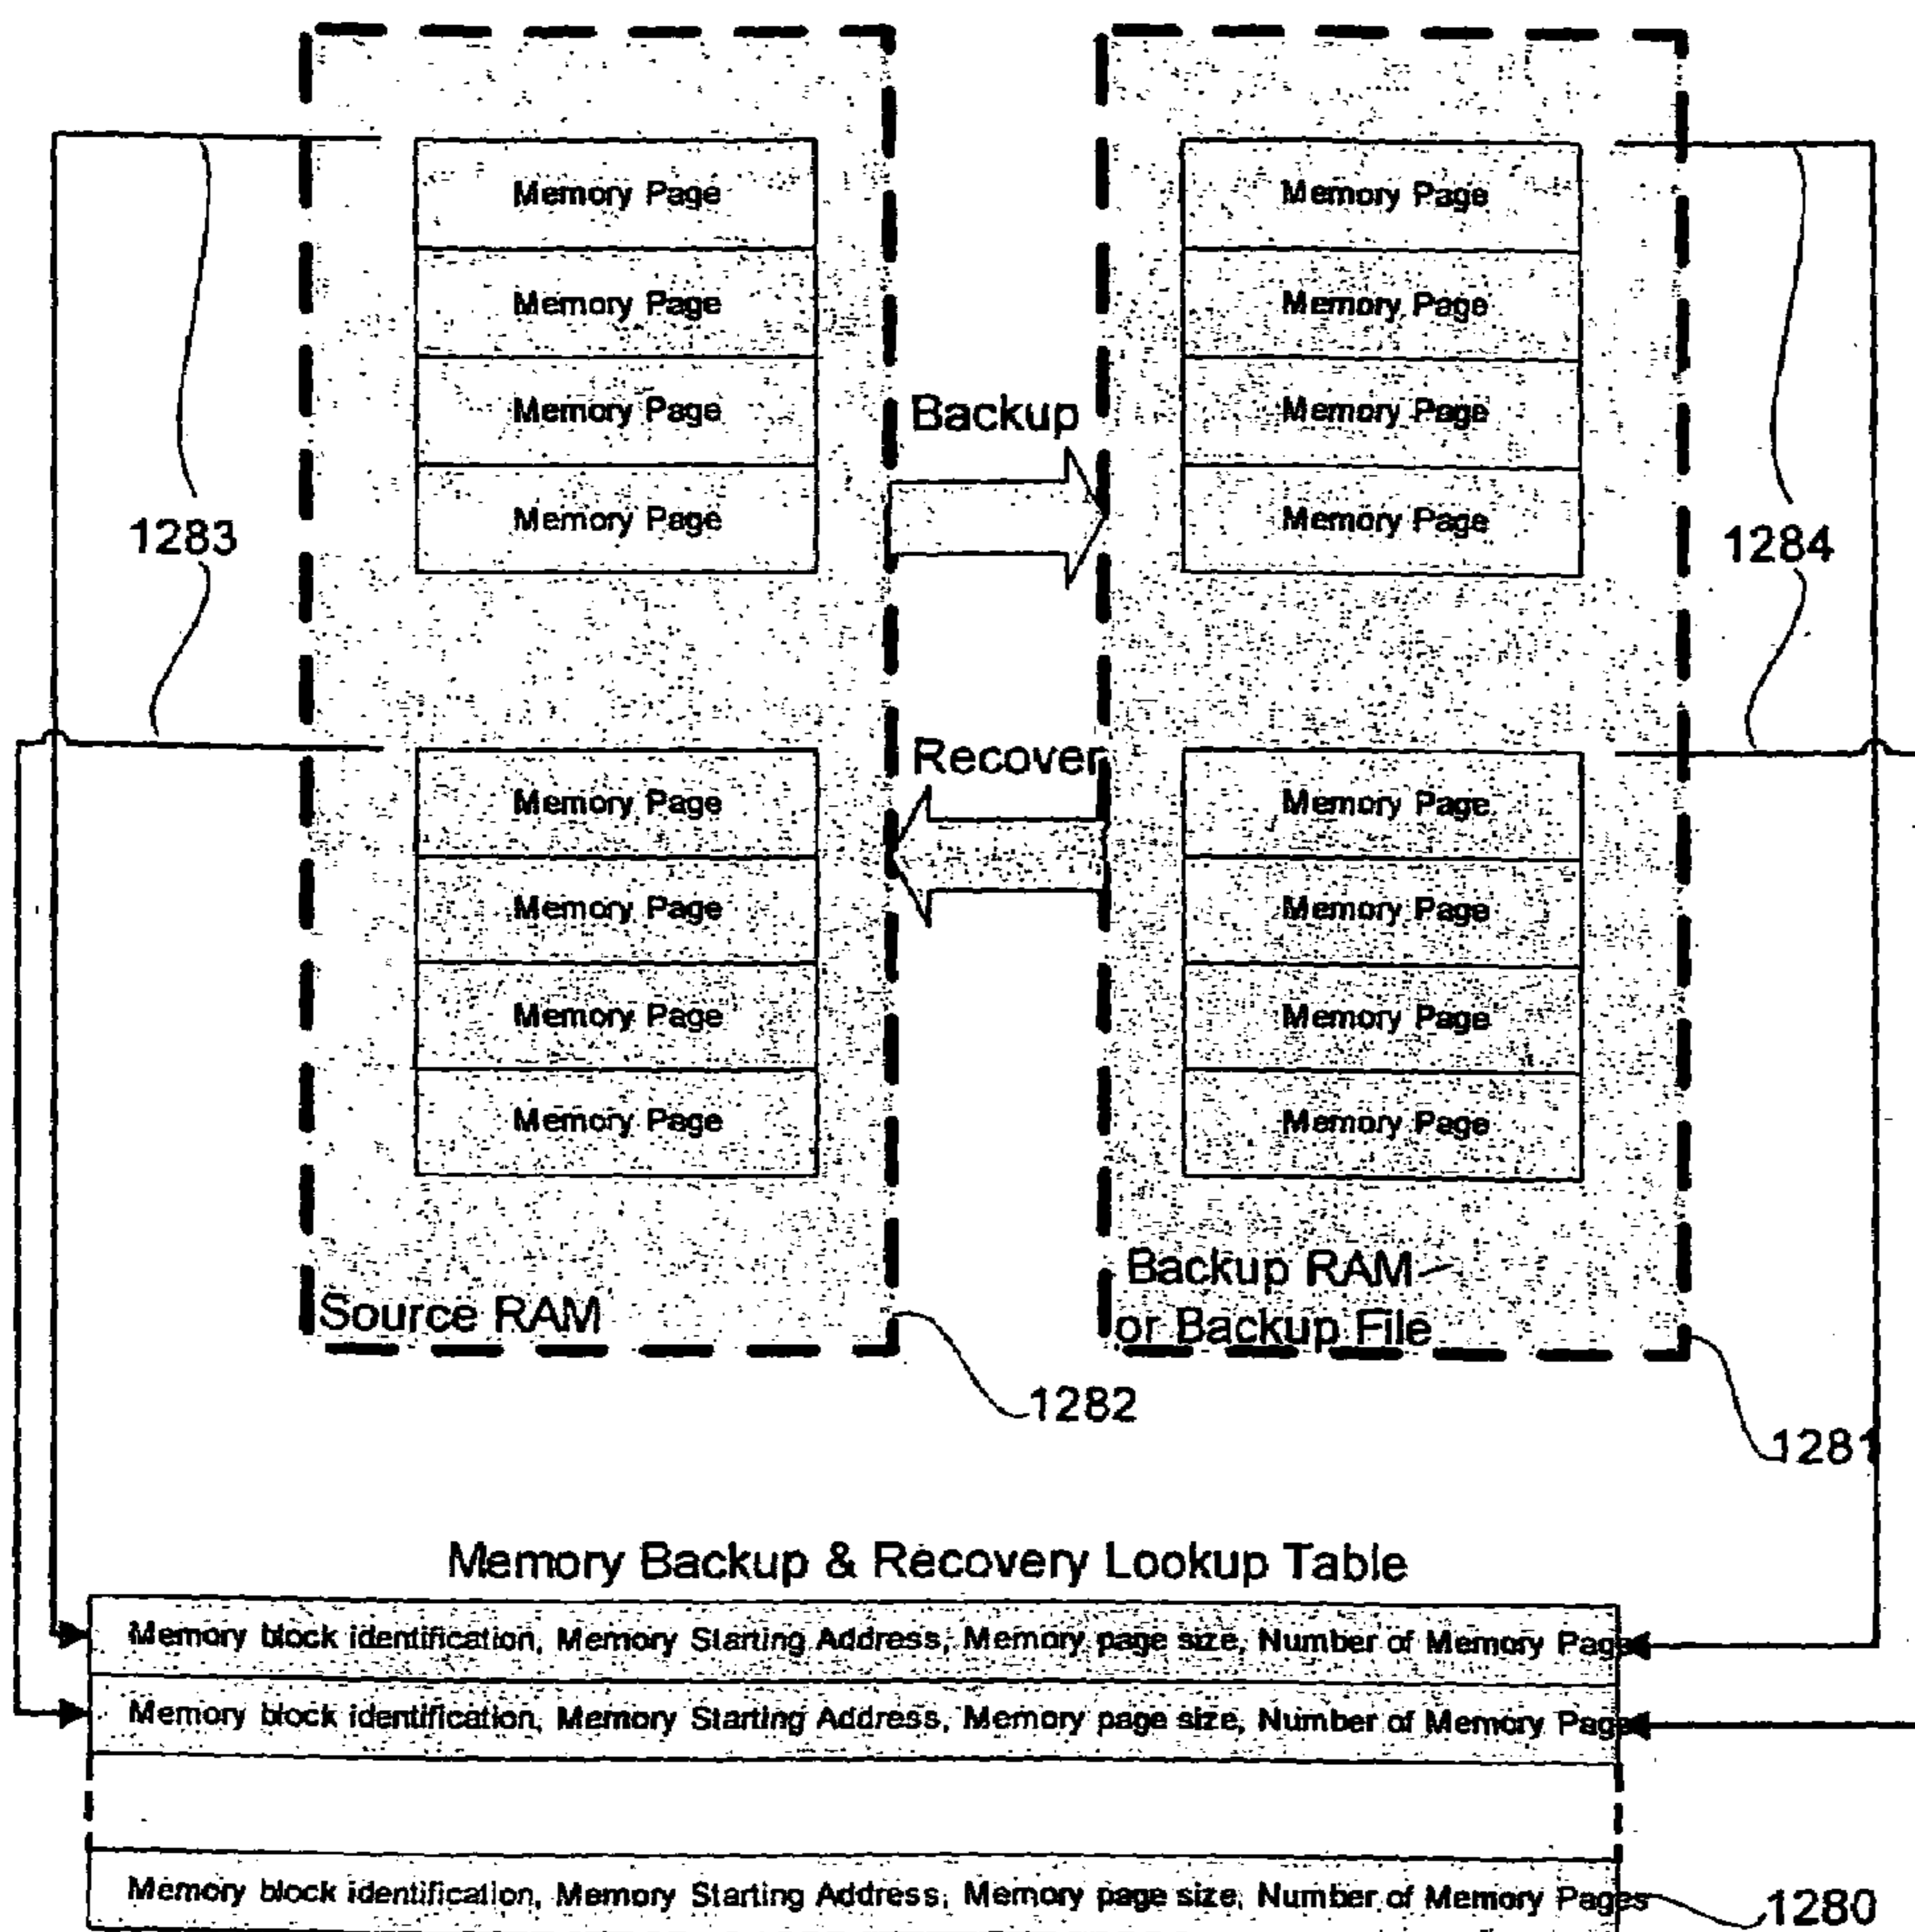 Memory Page
Memory Page
Memory Page
Memory Page
Memory Page
Memory Page
Backup
Memory Page
Memory Page
Memory Page
Memory Page
1283
1284
Recover
Memory Page
Memory Page
Memory Page
Memory Page
Memory Page
Memory Page
Memory Page
Memory Page
Source RAM
Backup RAM
or Backup File
1282
1281
Memory Backup & Recovery Lookup Table
Memory block identification, Memory Starting Address, Memory page size, Number of Memory Pages
Memory block identification, Memory Starting Address, Memory page size, Number of Memory Pages
Memory block identification, Memory Starting Address, Memory page size, Number of Memory Pages
1280